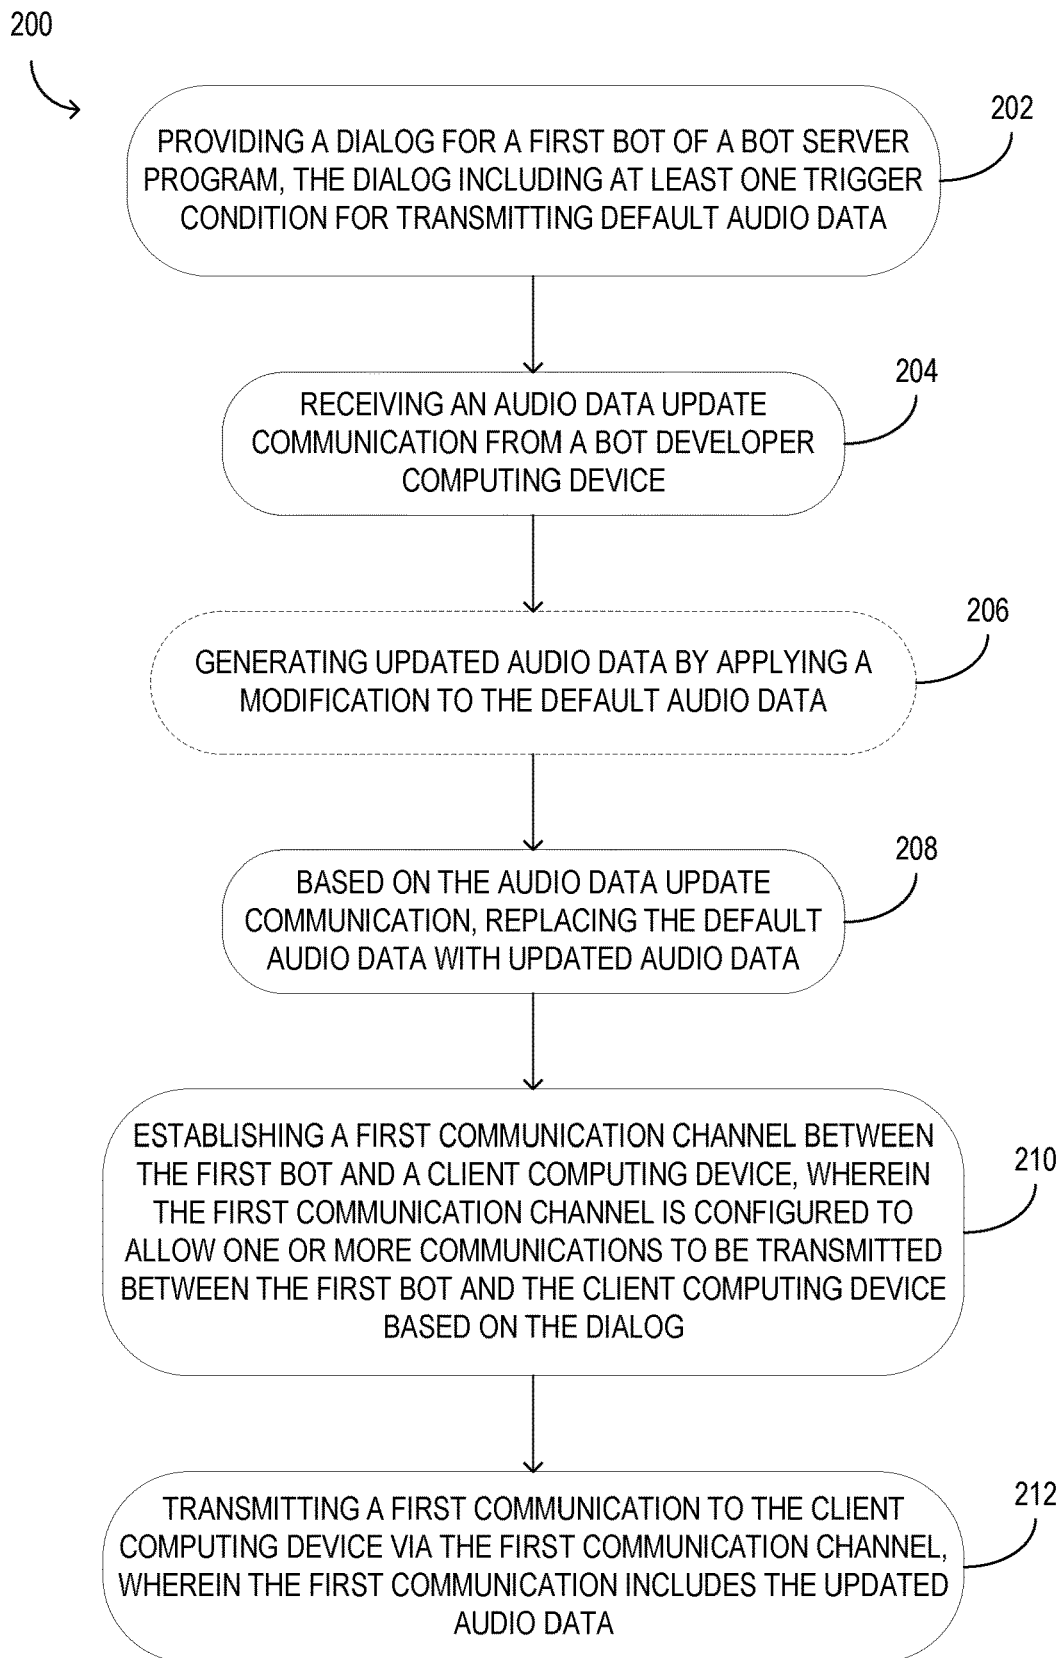 200
202
PROVIDING A DIALOG FOR A FIRST BOT OF A BOT SERVER
PROGRAM, THE DIALOG INCLUDING AT LEAST ONE TRIGGER
CONDITION FOR TRANSMITTING DEFAULT AUDIO DATA
204
RECEIVING AN AUDIO DATA UPDATE
COMMUNICATION FROM A BOT DEVELOPER
COMPUTING DEVICE
206
GENERATING UPDATED AUDIO DATA BY APPLYING A
MODIFICATION TO THE DEFAULT AUDIO DATA
208
BASED ON THE AUDIO DATA UPDATE
COMMUNICATION, REPLACING THE DEFAULT
AUDIO DATA WITH UPDATED AUDIO DATA
210
ESTABLISHING A FIRST COMMUNICATION CHANNEL BETWEEN
THE FIRST BOT AND A CLIENT COMPUTING DEVICE, WHEREIN
THE FIRST COMMUNICATION CHANNEL IS CONFIGURED TO
ALLOW ONE OR MORE COMMUNICATIONS TO BE TRANSMITTED
BETWEEN THE FIRST BOT AND THE CLIENT COMPUTING DEVICE
BASED ON THE DIALOG
212
TRANSMITTING A FIRST COMMUNICATION TO THE CLIENT
COMPUTING DEVICE VIA THE FIRST COMMUNICATION CHANNEL,
WHEREIN THE FIRST COMMUNICATION INCLUDES THE UPDATED
AUDIO DATA